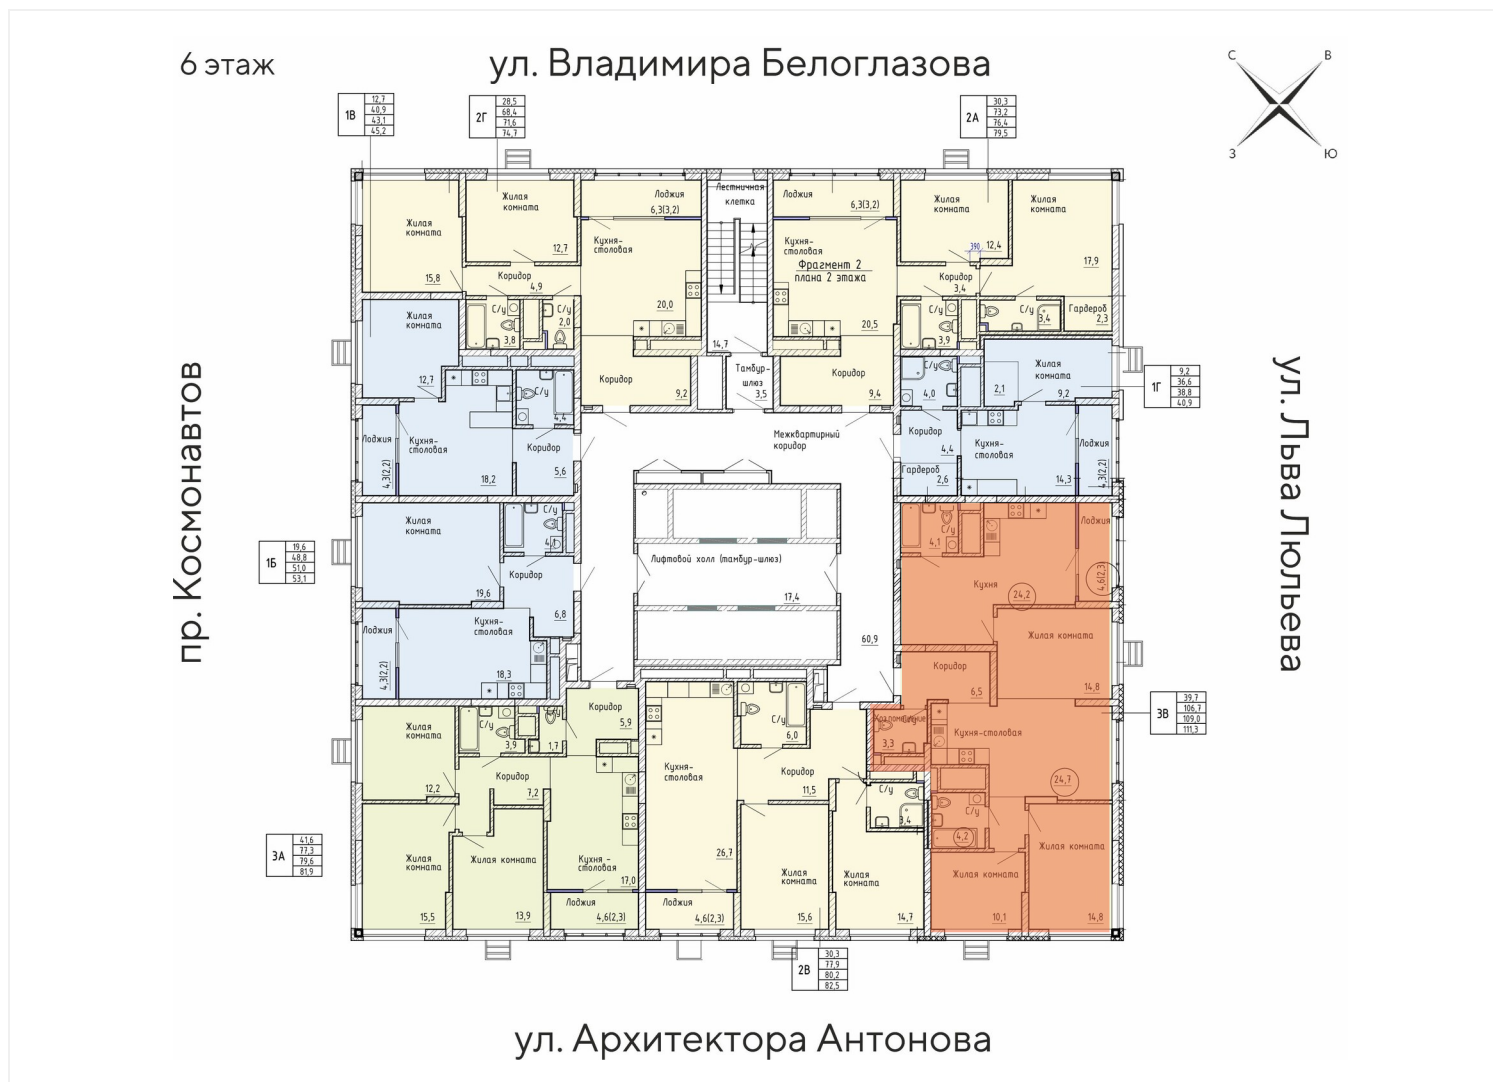 6 этаж
ул. Владимира Белоглазова
С
В
З
Ю
1В
12,7
40,9
43,1
45,2
2Г
28,5
68,4
71,6
74,7
2А
30,3
73,2
76,4
79,5
Жилая
комната
15,8
Жилая
комната
12,7
Лоджия
6,3(3,2)
Кухня-
столовая
20,0
Коридор
4,9
С/у
3,8
С/у
2,0
Коридор
9,2
Лестничная
клетка
14,7
Тамбур-
шлюз
3,5
Лоджия
6,3(3,2)
Кухня-
столовая
Фрагмент 2
плана 2 этажа
20,5
Коридор
9,4
Жилая
комната
390
12,4
Жилая
комната
17,9
Коридор
3,4
С/у
3,9
С/у
3,4
Гардероб
2,3
Жилая
комната
12,7
С/у
4,4
Лоджия
4,3(2,2)
Кухня-
столовая
18,2
Коридор
5,6
Межквартирный
коридор
С/у
4,0
2,1
Жилая
комната
9,2
1Г
9,2
36,6
38,8
40,9
Коридор
4,4
Гардероб
2,6
Кухня-
столовая
14,3
Лоджия
4,3(2,2)
пр. Космонавтов
ул. Льва Люльева
1Б
19,6
48,8
51,0
53,1
Жилая
комната
19,6
С/у
Коридор
6,8
Лоджия
4,3(2,2)
Кухня-
столовая
18,3
Лифтовой холл (тамбур-шлюз)
17,4
60,9
С/у
4,1
Лоджия
4,6(2,3)
Кухня
24,2
Жилая комната
14,8
Коридор
6,5
3В
39,7
106,7
109,0
111,3
С/у
3,3
Кухня-столовая
24,7
С/у
4,2
Жилая комната
10,1
Жилая комната
14,8
3А
41,6
77,3
79,6
81,9
Жилая
комната
12,2
С/у
3,9
1,7
Коридор
5,9
Коридор
7,2
Жилая
комната
15,5
Жилая комната
13,9
Кухня -
столовая
17,0
Лоджия
4,6(2,3)
Кухня-
столовая
26,7
Лоджия
4,6(2,3)
С/у
6,0
Коридор
11,5
С/у
3,4
Жилая
комната
15,6
Жилая
комната
14,7
2В
30,3
77,9
80,2
82,5
ул. Архитектора Антонова